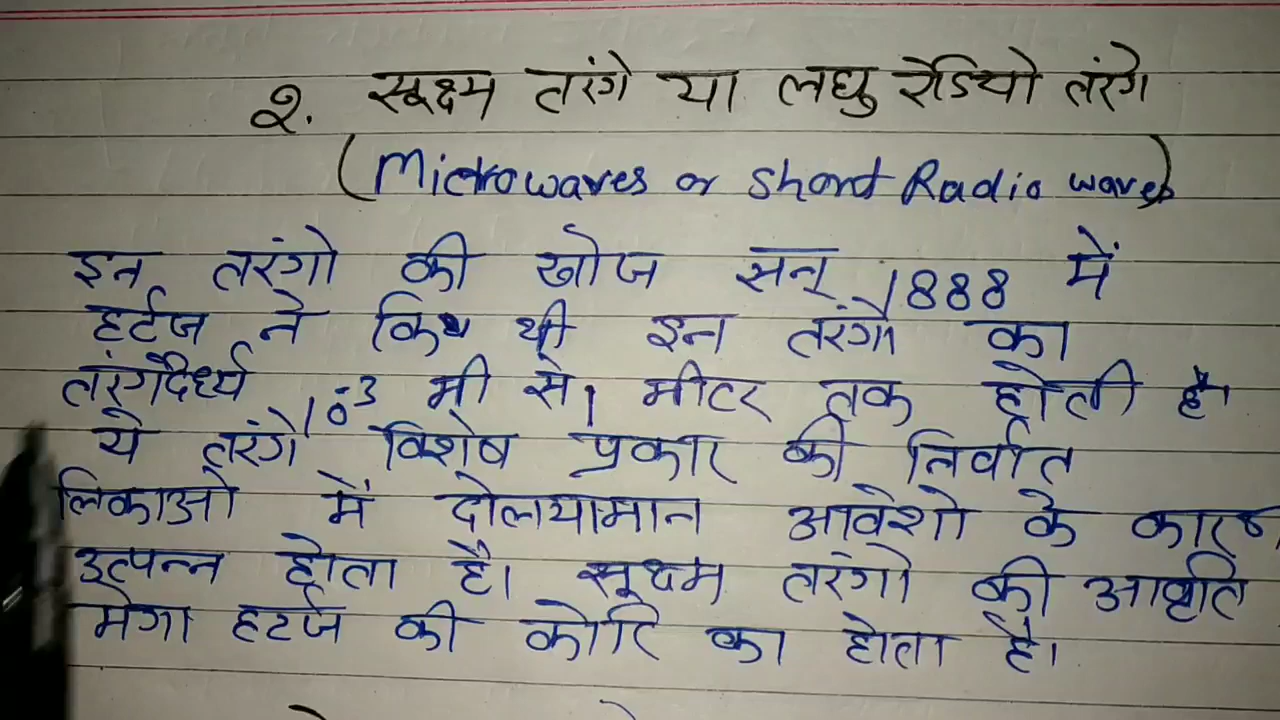 २. सूक्ष्म तरंगे या लघु रेडियो तरंगे
(Microwaves or short Radio waves)
इन तरंगो की खोज सन् 1888 में
हर्टज ने किय थी इन तरंगो का
तरंगदैर्ध्य 10⁻³ मी से 1 मीटर तक होती है।
ये तरंगे विशेष प्रकार की निर्वात
लिकाओ में दोलयामान आवेशो के कारण
उत्पन्न होता है। सूक्ष्म तरंगो की आवृति
मेगा हर्टज की कोटि का होता है।